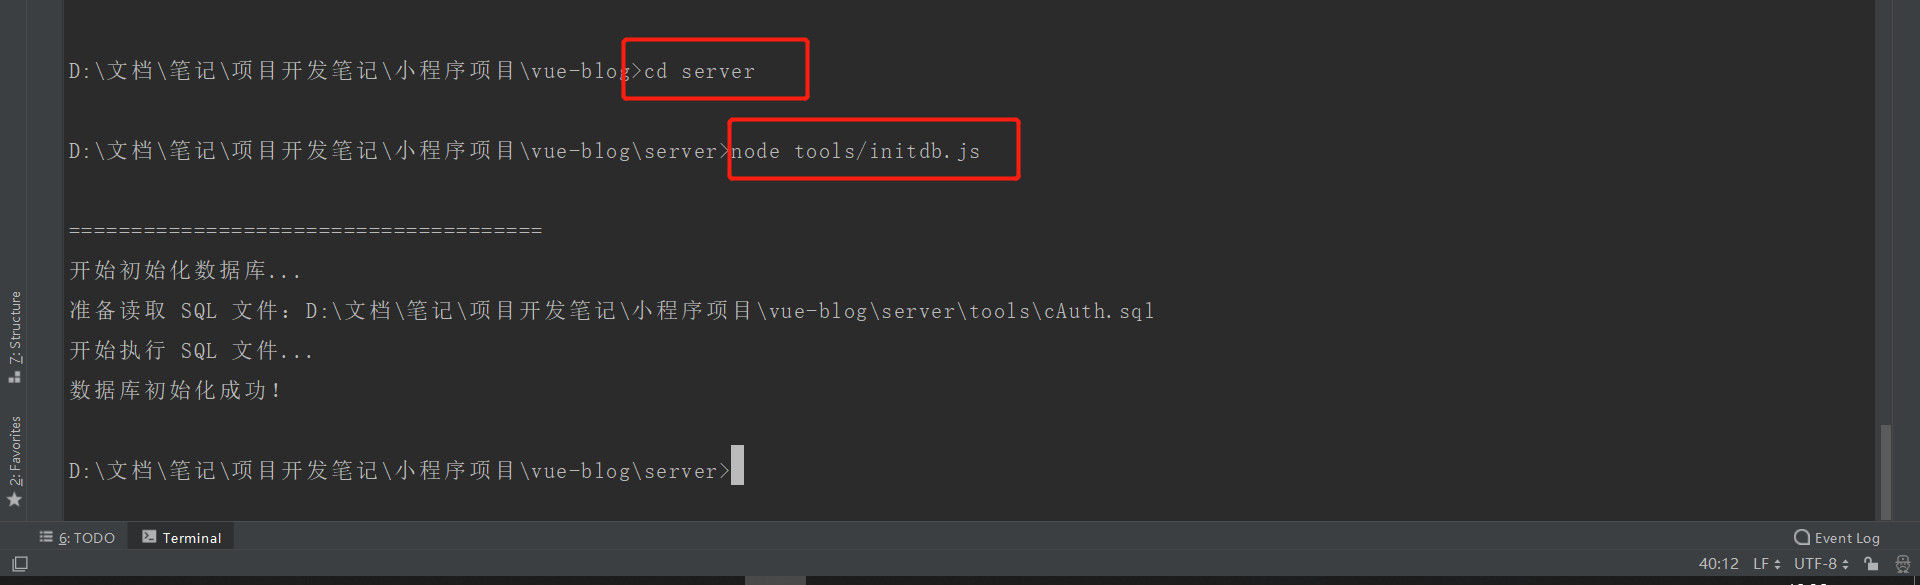 D:\文档\笔记\项目开发笔记\小程序项目\vue-blog>cd server
D:\文档\笔记\项目开发笔记\小程序项目\vue-blog\server>node tools/initdb.js
======================================
开始初始化数据库...
准备读取 SQL 文件：D:\文档\笔记\项目开发笔记\小程序项目\vue-blog\server\tools\cAuth.sql
开始执行 SQL 文件...
数据库初始化成功！
D:\文档\笔记\项目开发笔记\小程序项目\vue-blog\server>
7: Structure
2: Favorites
6: TODO
Terminal
Event Log
40:12 LF UTF-8